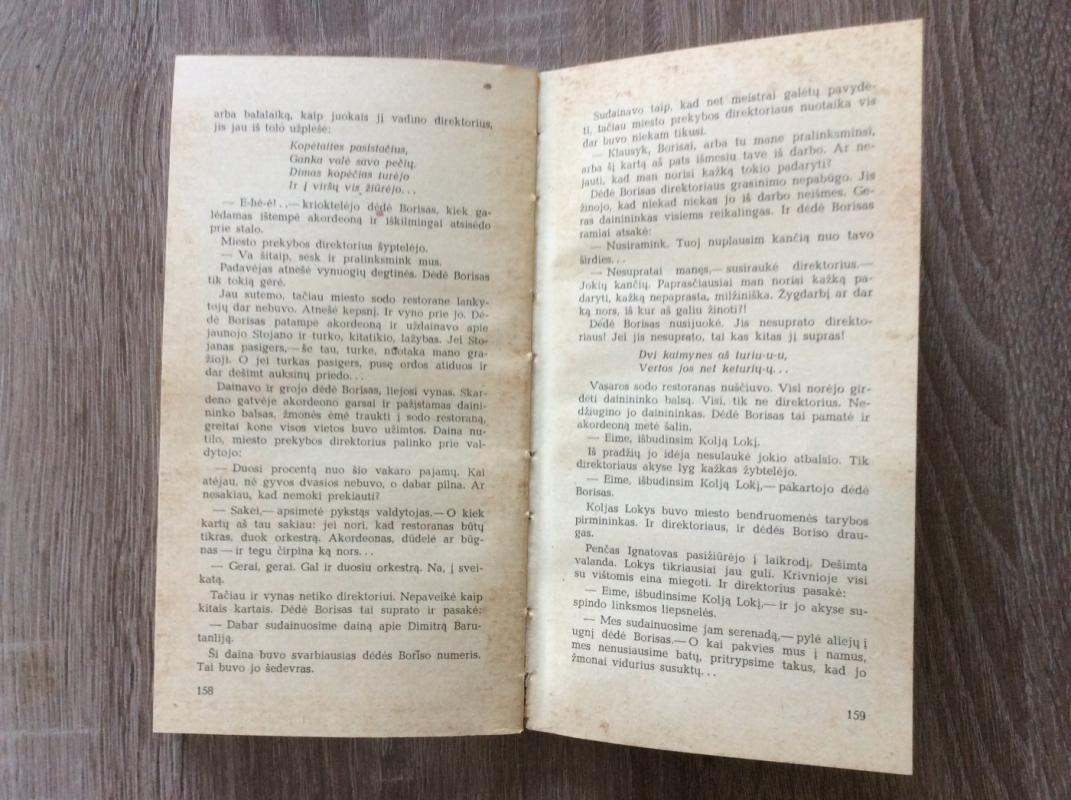 arba balalaiką, kaip juokais jį vadino direktorius,
jis jau iš tolo užplėšė:
Kopėtaites pasistačius,
Ganka valė savo pečių,
Dimas kopėčias turėjo
Ir į viršų vis žiūrėjo...
— E-hė-ė!..— krioktelėjo dėdė Borisas, kiek ga-
lėdamas ištempė akordeoną ir iškilmingai atsisėdo
prie stalo.
Miesto prekybos direktorius šyptelėjo.
— Va šitaip, sėsk ir pralinksmink mus.
Padavėjas atnešė vynuogių degtinės. Dėdė Borisas
tik tokią gėrė.
Jau sutemo, tačiau miesto sodo restorane lanky-
tojų dar nebuvo. Atnešė kepsnį. Ir vyno prie jo. Dė-
dė Borisas patampė akordeoną ir uždainavo apie
jaunojo Stojano ir turko, kitatikio, lažybas. Jei Sto-
janas pasigers,— še tau, turke, nuotaka mano gra-
žioji. O jei turkas pasigers, pusę ordos atiduos ir
dar dešimt auksinų priedo...
Dainavo ir grojo dėdė Borisas, liejosi vynas. Skar-
deno gatvėje akordeono garsai ir pažįstamas daini-
ninko balsas, žmonės ėmė traukti į sodo restoraną,
greitai kone visos vietos buvo užimtos. Daina nu-
tilo, miesto prekybos direktorius palinko prie val-
dytojo:
— Duosi procentą nuo šio vakaro pajamų. Kai
atėjau, nė gyvos dvasios nebuvo, o dabar pilna. Ar
nesakiau, kad nemoki prekiauti?
— Sakei,— apsimetė pykstąs valdytojas.— O kiek
kartų aš tau sakiau: jei nori, kad restoranas būtų
tikras, duok orkestrą. Akordeonas, dūdelė ar būg-
nas — ir tegu čirpina ką nors...
— Gerai, gerai. Gal ir duosiu orkestrą. Na, į svei-
katą.
Tačiau ir vynas netiko direktoriui. Nepaveikė kaip
kitais kartais. Dėdė Borisas tai suprato ir pasakė:
— Dabar sudainuosime dainą apie Dimitrą Baru-
tanliją.
Ši daina buvo svarbiausias dėdės Boriso numeris.
Tai buvo jo šedevras.
158
Sudainavo taip, kad net meistrai galėtų pavydė-
ti, tačiau miesto prekybos direktoriaus nuotaika vis
dar buvo niekam tikusi.
— Klausyk, Borisai, arba tu mane pralinksminsi,
arba šį kartą aš pats išmesiu tave iš darbo. Ar ne-
jauti, kad man norisi kažką tokio padaryti?
Dėdė Borisas direktoriaus grasinimo nepabūgo. Jis
žinojo, kad niekad niekas jo iš darbo neišmes. Ge-
ras dainininkas visiems reikalingas. Ir dėdė Borisas
ramiai atsakė:
— Nusiramink. Tuoj nuplausim kančią nuo tavo
širdies...
— Nesupratai manęs,— susiraukė direktorius.—
Jokių kančių. Paprasčiausiai man norisi kažką pa-
daryti, kažką nepaprasta, milžiniška. Žygdarbį ar dar
ką nors, iš kur aš galiu žinoti?!
Dėdė Borisas nusijuokė. Jis nesuprato direkto-
riaus! Jei jis nesuprato, tai kas kitas jį supras!
Dvi kaimynes aš turiu-u-u,
Vertos jos net keturių-ų...
Vasaros sodo restoranas nuščiuvo. Visi norėjo gir-
dėti dainininko balsą. Visi, tik ne direktorius. Ne-
džiugino jo dainininkas. Dėdė Borisas tai pamatė ir
akordeoną metė šalin.
— Eime, išbudinsim Kolją Lokį.
Iš pradžių jo idėja nesulaukė jokio atbalsio. Tik
direktoriaus akyse lyg kažkas žybtelėjo.
— Eime, išbudinsim Kolją Lokį,— pakartojo dėdė
Borisas.
Koljas Lokys buvo miesto bendruomenės tarybos
pirmininkas. Ir direktoriaus, ir dėdės Boriso drau-
gas.
Penčas Ignatovas pasižiūrėjo į laikrodį. Dešimta
valanda. Lokys tikriausiai jau guli. Krivnioje visi
su vištomis eina miegoti. Ir direktorius pasakė:
— Eime, išbudinsime Kolją Lokį,— ir jo akyse su-
spindo linksmos liepsnelės.
— Mes sudainuosime jam serenadą,— pylė aliejų į
ugnį dėdė Borisas.— O kai pakvies mus į namus,
mes nenusiausime batų, pritrypsime takus, kad jo
žmonai vidurius susuktų...
159